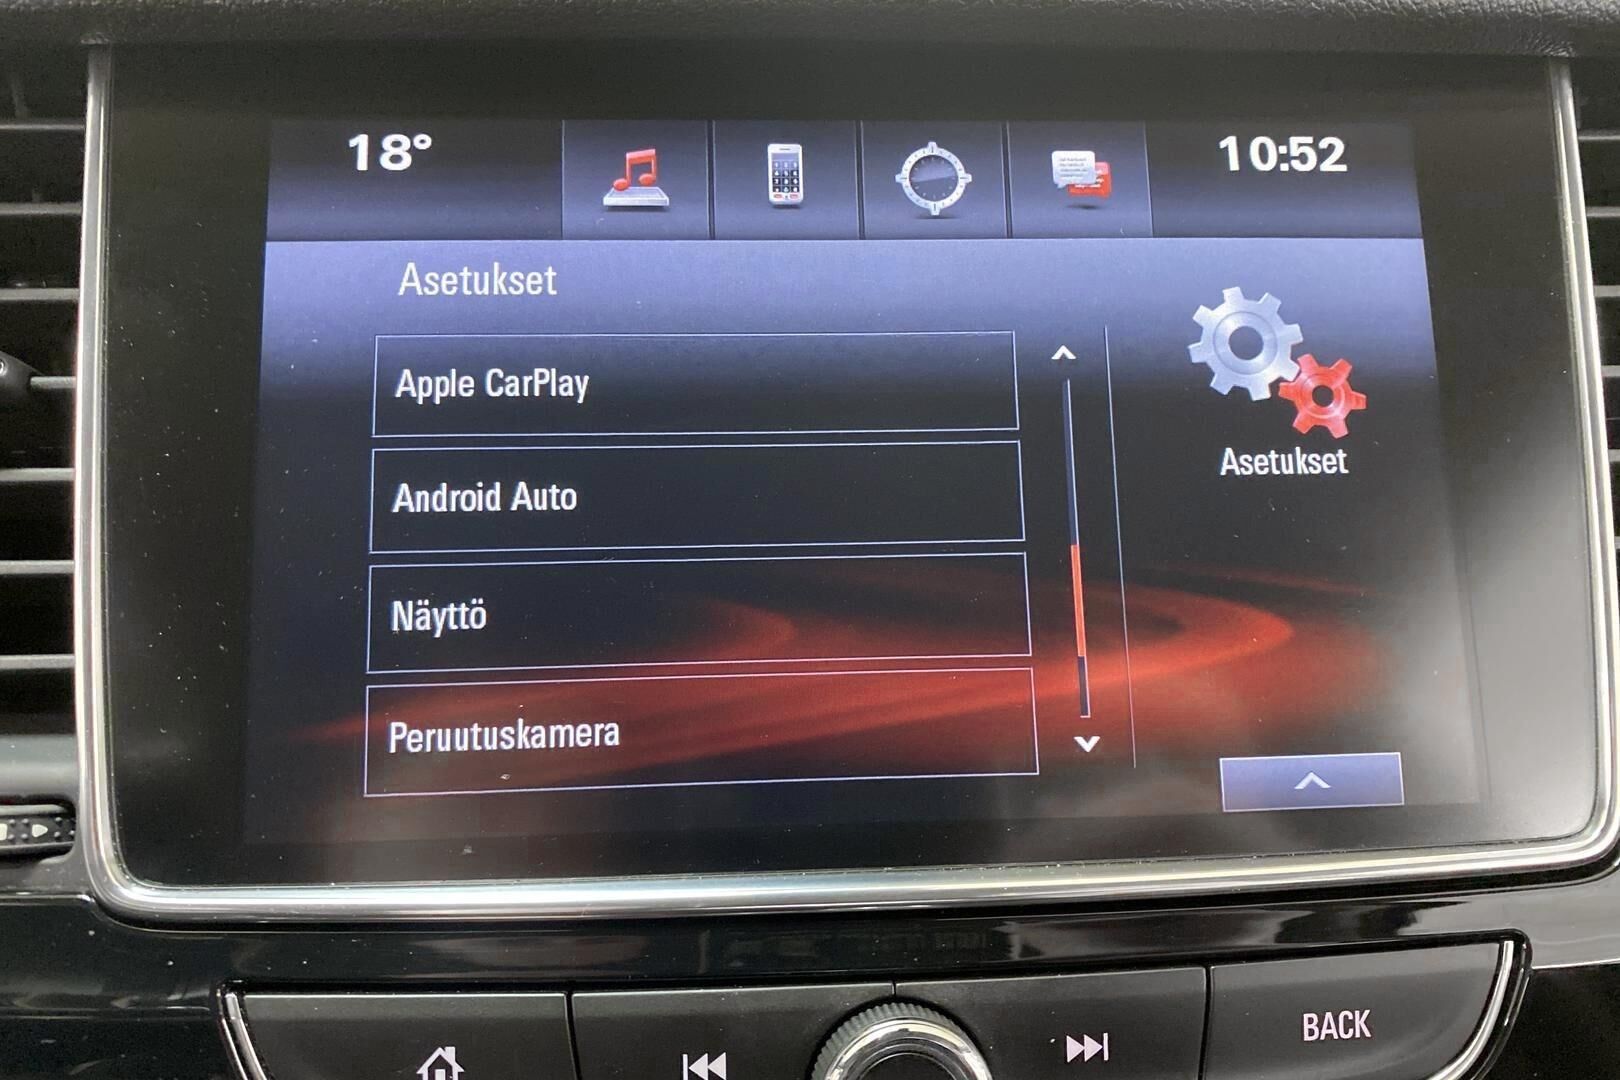 18°
10:52
Asetukset
Apple CarPlay
Android Auto
Näyttö
Peruutuskamera
Asetukset
BACK